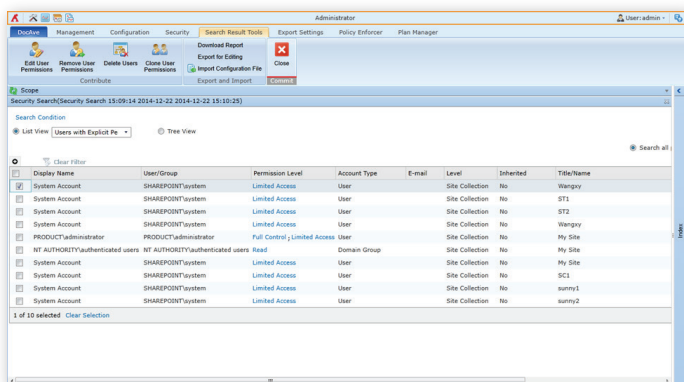 Administrator
User:admin
DocAve Management Configuration Security Search Result Tools Export Settings Policy Enforcer Plan Manager
Edit User Permissions
Remove User Permissions
Delete Users
Clone User Permissions
Download Report
Export for Editing
Import Configuration File
Close
Contribute
Export and Import
Commit
Scope
Security Search(Security Search 15:09:14 2014-12-22 2014-12-22 15:10:25)
Search Condition
List View Users with Explicit Pe Tree View
Search all
Clear Filter
Display Name User/Group Permission Level Account Type E-mail Level Inherited Title/Name
System Account SHAREPOINT\system Limited Access User Site Collection No Wangxy
System Account SHAREPOINT\system Limited Access User Site Collection No ST1
System Account SHAREPOINT\system Limited Access User Site Collection No ST2
System Account SHAREPOINT\system Limited Access User Site Collection No Wangxy
PRODUCT\administrator PRODUCT\administrator Full Control ; Limited Access User Site Collection No My Site
NT AUTHORITY\authenticated users NT AUTHORITY\authenticated users Read Domain Group Site Collection No My Site
System Account SHAREPOINT\system Limited Access User Site Collection No My Site
System Account SHAREPOINT\system Limited Access User Site Collection No SC1
System Account SHAREPOINT\system Limited Access User Site Collection No sunny1
System Account SHAREPOINT\system Limited Access User Site Collection No sunny2
1 of 10 selected Clear Selection
Index